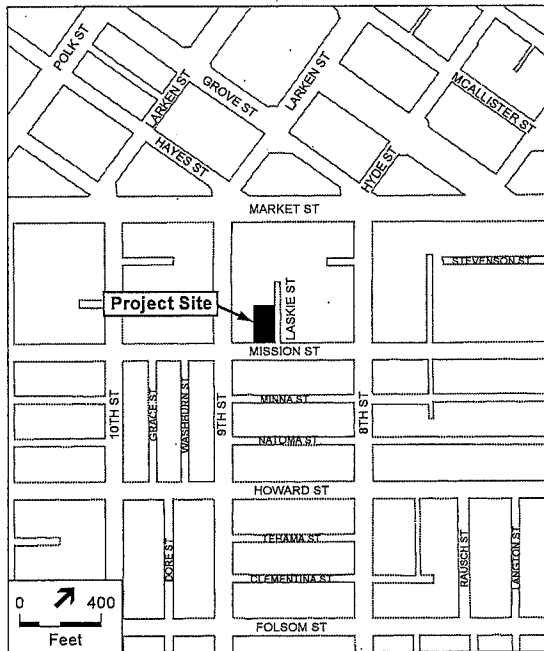 POLK ST
LARKEN ST
GROVE ST
LARKEN ST
MCALLISTER ST
HAYES ST
HYDE ST
MARKET ST
STEVENSON ST
Project Site
LASKIE ST
MISSION ST
10TH ST
GRACE ST
WASHBURN ST
9TH ST
MINNA ST
8TH ST
NATOMA ST
HOWARD ST
DORE ST
TEHAMA ST
CLEMENTINA ST
RAUSCH ST
LANGTON ST
0 400
Feet
FOLSOM ST